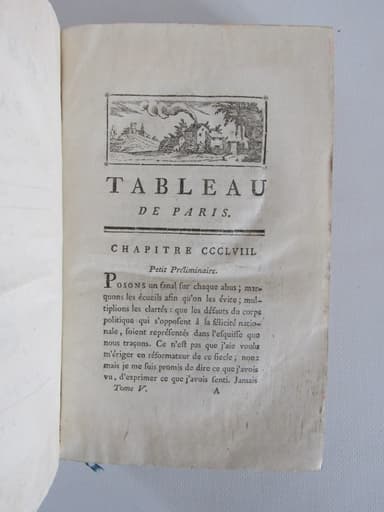 TABLEAU
DE PARIS.
CHAPITRE CCCLVIII.
Petit Préliminaire.
POSONS un fanal sur chaque abus; mar-
quons les écueils afin qu'on les évite; mul-
tiplions les clartés: que les défauts du corps
politique qui s'opposent à la félicité natio-
nale, soient représentés dans l'esquisse que
nous traçons. Ce n'est pas que j'aie voulu
m'ériger en réformateur de ce siecle; non:
mais je me suis promis de dire ce que j'avois
vu, d'exprimer ce que j'avois senti. Jamais
Tome V. A